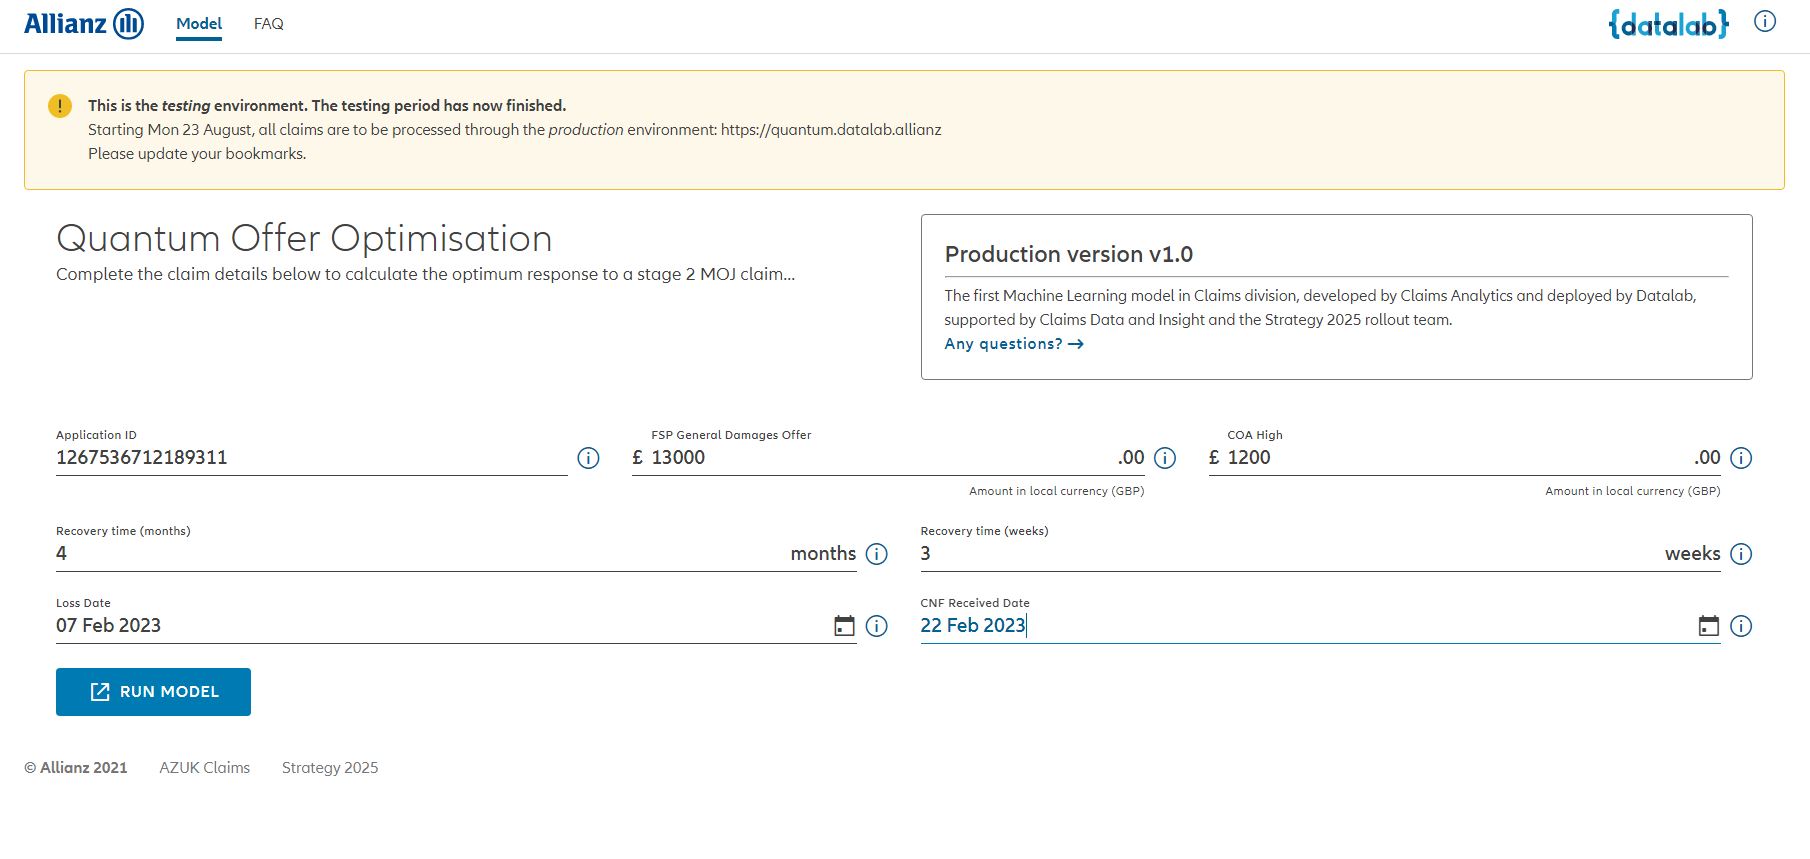 Allianz
Model
FAQ
{datalab}
This is the testing environment. The testing period has now finished.
Starting Mon 23 August, all claims are to be processed through the production environment: https://quantum.datalab.allianz
Please update your bookmarks.
Quantum Offer Optimisation
Complete the claim details below to calculate the optimum response to a stage 2 MOJ claim...
Production version v1.0
The first Machine Learning model in Claims division, developed by Claims Analytics and deployed by Datalab,
supported by Claims Data and Insight and the Strategy 2025 rollout team.
Any questions? →
Application ID
1267536712189311
FSP General Damages Offer
£ 13000 .00
Amount in local currency (GBP)
COA High
£ 1200 .00
Amount in local currency (GBP)
Recovery time (months)
4 months
Recovery time (weeks)
3 weeks
Loss Date
07 Feb 2023
CNF Received Date
22 Feb 2023
RUN MODEL
© Allianz 2021 AZUK Claims Strategy 2025